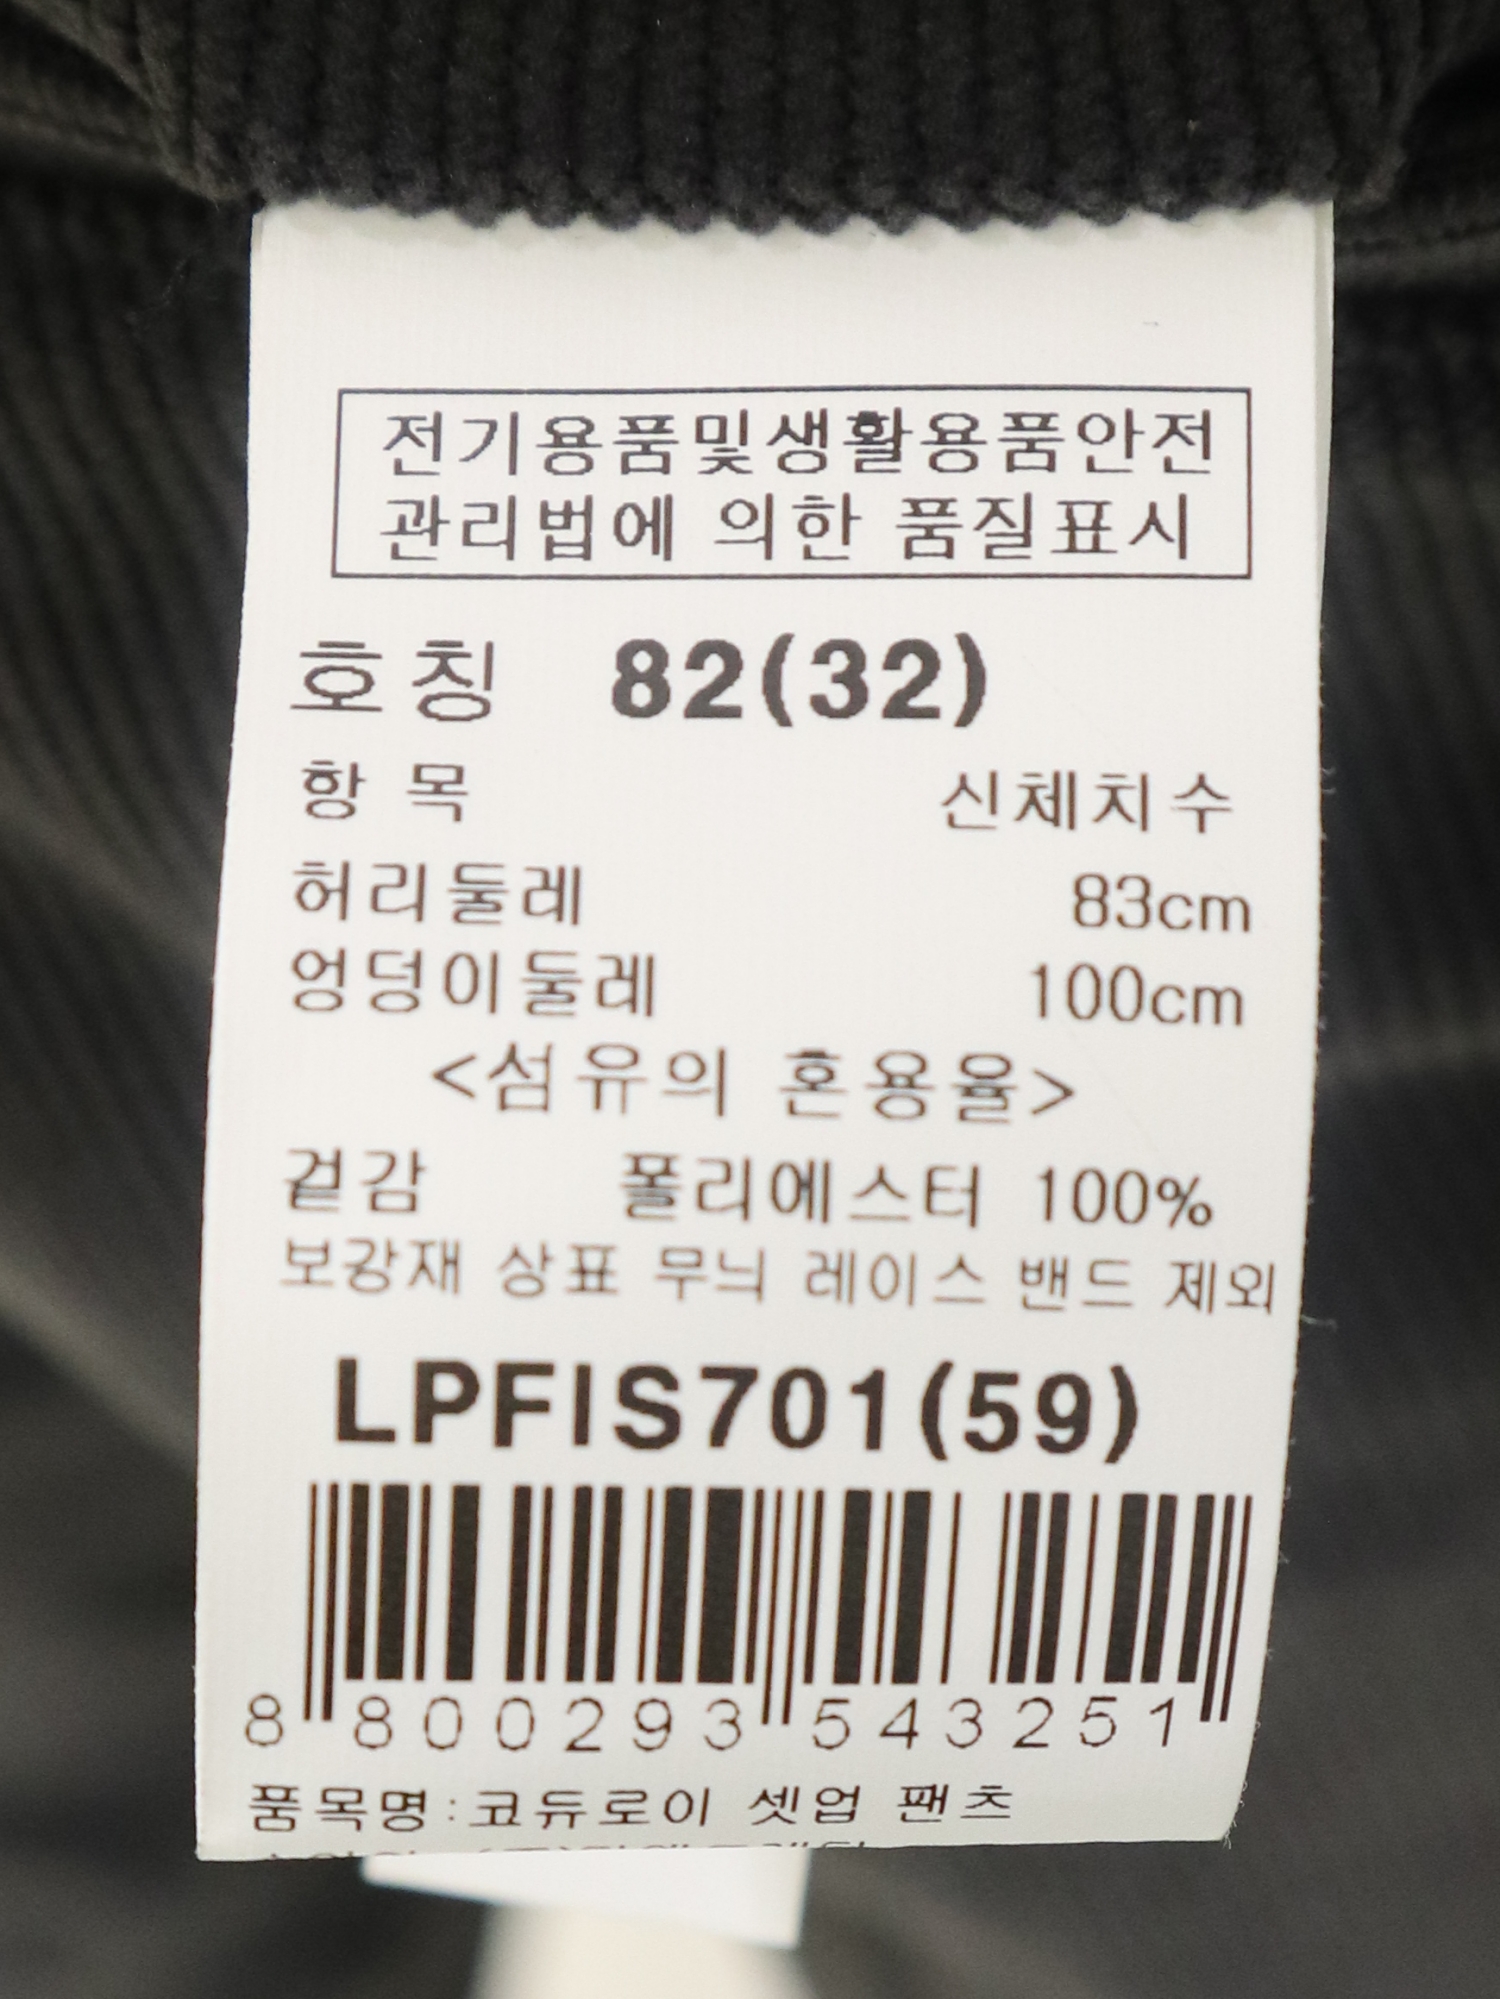 전기용품및생활용품안전
관리법에 의한 품질표시
호칭 82(32)
항목 신체치수
허리둘레 83cm
엉덩이둘레 100cm
<섬유의 혼용율>
겉감 폴리에스터 100%
보강재 상표 무늬 레이스 밴드 제외
LPFIS701(59)
8 800293 543251
품목명:코듀로이 셋업 팬츠